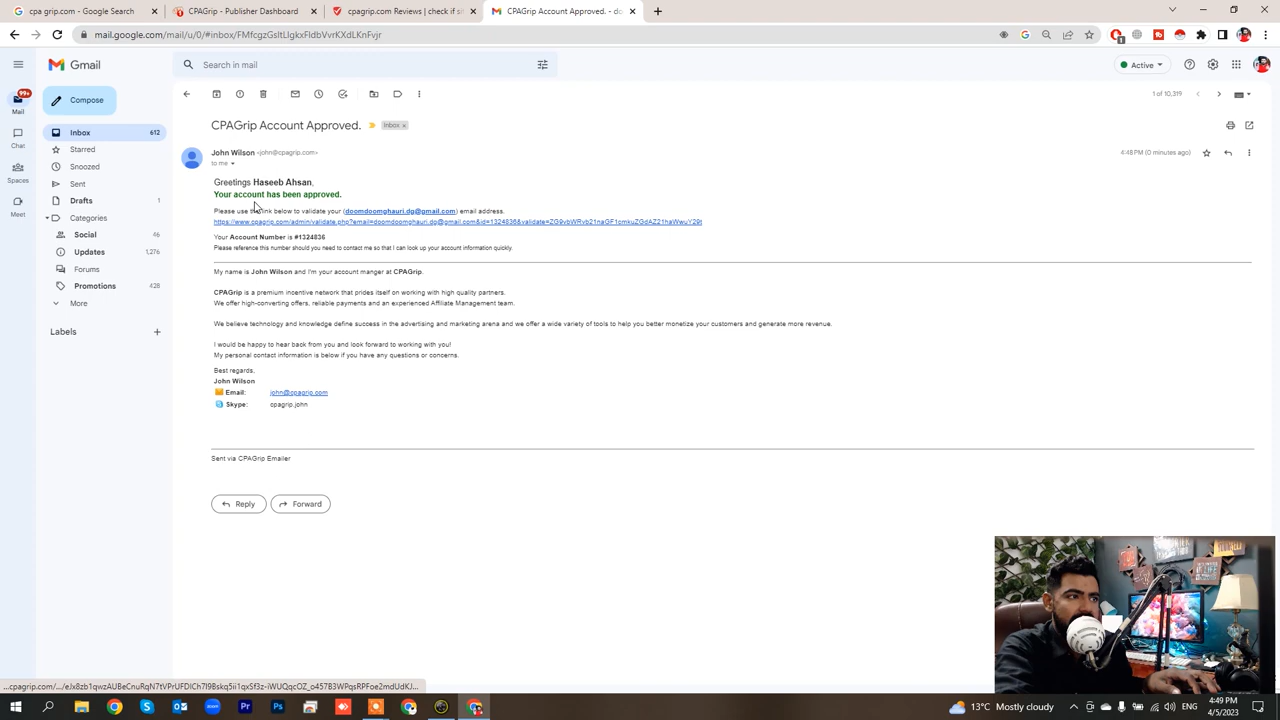 cpa grip.com - Google Search
CPAGrip.com - Documents
cpagrip.com Reviews | check if si
CPAGrip Account Approved. - do
mail.google.com/mail/u/0/#inbox/FMfcgzGsltLlgkxFldbVvrKXdLKnFvjr
1
Gmail
Search in mail
Active
99+
Mail
Chat
Spaces
Meet
Compose
Inbox 612
Starred
Snoozed
Sent
Drafts 1
Categories
Social 46
Updates 1,276
Forums
Promotions 428
More
Labels
1 of 10,319
CPAGrip Account Approved.
Inbox x
John Wilson <john@cpagrip.com>
4:48 PM (0 minutes ago)
to me
Greetings Haseeb Ahsan,
Your account has been approved.
Please use the link below to validate your (doomdoomghauri.dg@gmail.com) email address.
Your Account Number is #1324836
Please reference this number should you need to contact me so that I can look up your account information quickly.
My name is John Wilson and I'm your account manger at CPAGrip.
CPAGrip is a premium incentive network that prides itself on working with high quality partners.
We offer high-converting offers, reliable payments and an experienced Affiliate Management team.
We believe technology and knowledge define success in the advertising and marketing arena and we offer a wide variety of tools to help you better monetize your customers and generate more revenue.
I would be happy to hear back from you and look forward to working with you!
My personal contact information is below if you have any questions or concerns.
Best regards,
John Wilson
Email: john@cpagrip.com
Skype: cpagrip.john
Sent via CPAGrip Emailer
Reply
Forward
13°C Mostly cloudy
4:49 PM
4/5/2023